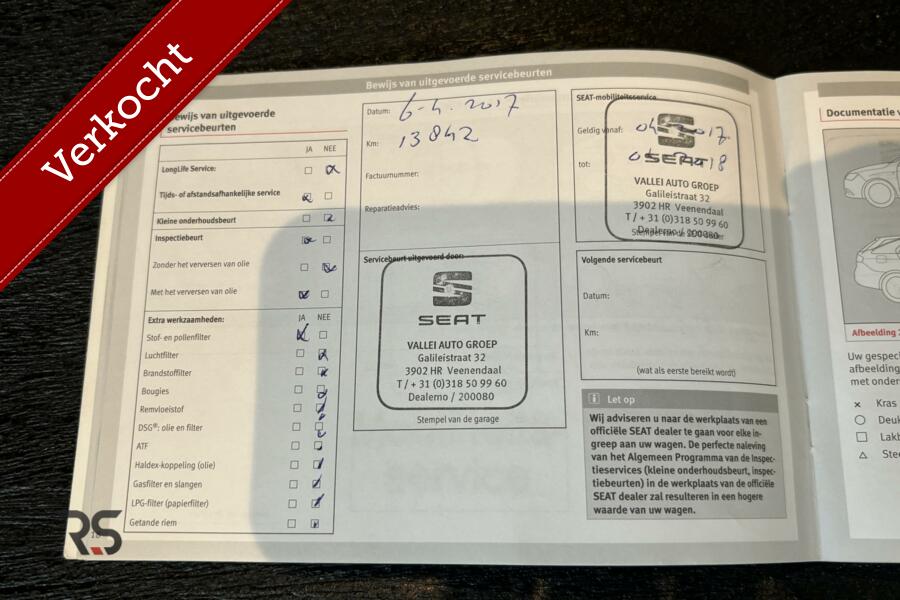 Verkocht
Bewijs van uitgevoerde servicebeurten
Bewijs van uitgevoerde
servicebeurten
JA NEE
LongLife Service:
Tijds- of afstandsafhankelijke service
Kleine onderhoudsbeurt
Inspectiebeurt
Zonder het verversen van olie
Met het verversen van olie
Extra werkzaamheden: JA NEE
Stof- en pollenfilter
Luchtfilter
Brandstoffilter
Bougies
Remvloeistof
DSG®: olie en filter
ATF
Haldex-koppeling (olie)
Gasfilter en slangen
LPG-filter (papierfilter)
Getande riem
RS
Datum: 6-4. 2017
Km: 13842
Factuurnummer:
Reparatieadvies:
Servicebeurt uitgevoerd door:
SEAT
VALLEI AUTO GROEP
Galileistraat 32
3902 HR Veenendaal
T / + 31 (0)318 50 99 60
Dealerno / 200080
Stempel van de garage
SEAT-mobiliteitsservice
Geldig vanaf: 04 2017
tot: 18
SEAT
VALLEI AUTO GROEP
Galileistraat 32
3902 HR Veenendaal
T / + 31 (0)318 50 99 60
Dealerno / 200080
Volgende servicebeurt
Datum:
Km:
(wat als eerste bereikt wordt)
i Let op
Wij adviseren u naar de werkplaats van een
officiële SEAT dealer te gaan voor elke in-
greep aan uw wagen. De perfecte naleving
van het Algemeen Programma van de Inspec-
tieservices (kleine onderhoudsbeurt, inspec-
tiebeurten) in de werkplaats van de officiële
SEAT dealer zal resulteren in een hogere
waarde van uw wagen.
Documentatie
Afbeelding
Uw
afbeelding
met
Kras